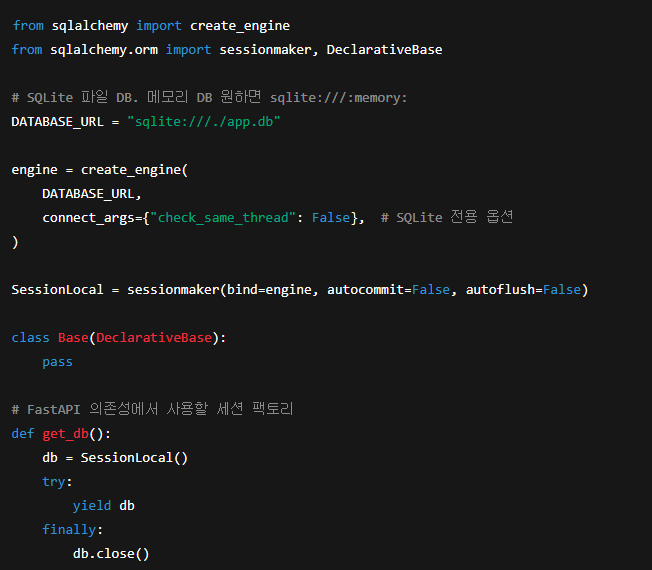 from sqlalchemy import create_engine
from sqlalchemy.orm import sessionmaker, DeclarativeBase
# SQLite 파일 DB. 메모리 DB 원하면 sqlite:///:memory:
DATABASE_URL = "sqlite:///./app.db"
engine = create_engine(
    DATABASE_URL,
    connect_args={"check_same_thread": False},  # SQLite 전용 옵션
)
SessionLocal = sessionmaker(bind=engine, autocommit=False, autoflush=False)
class Base(DeclarativeBase):
    pass
# FastAPI 의존성에서 사용할 세션 팩토리
def get_db():
    db = SessionLocal()
    try:
        yield db
    finally:
        db.close()